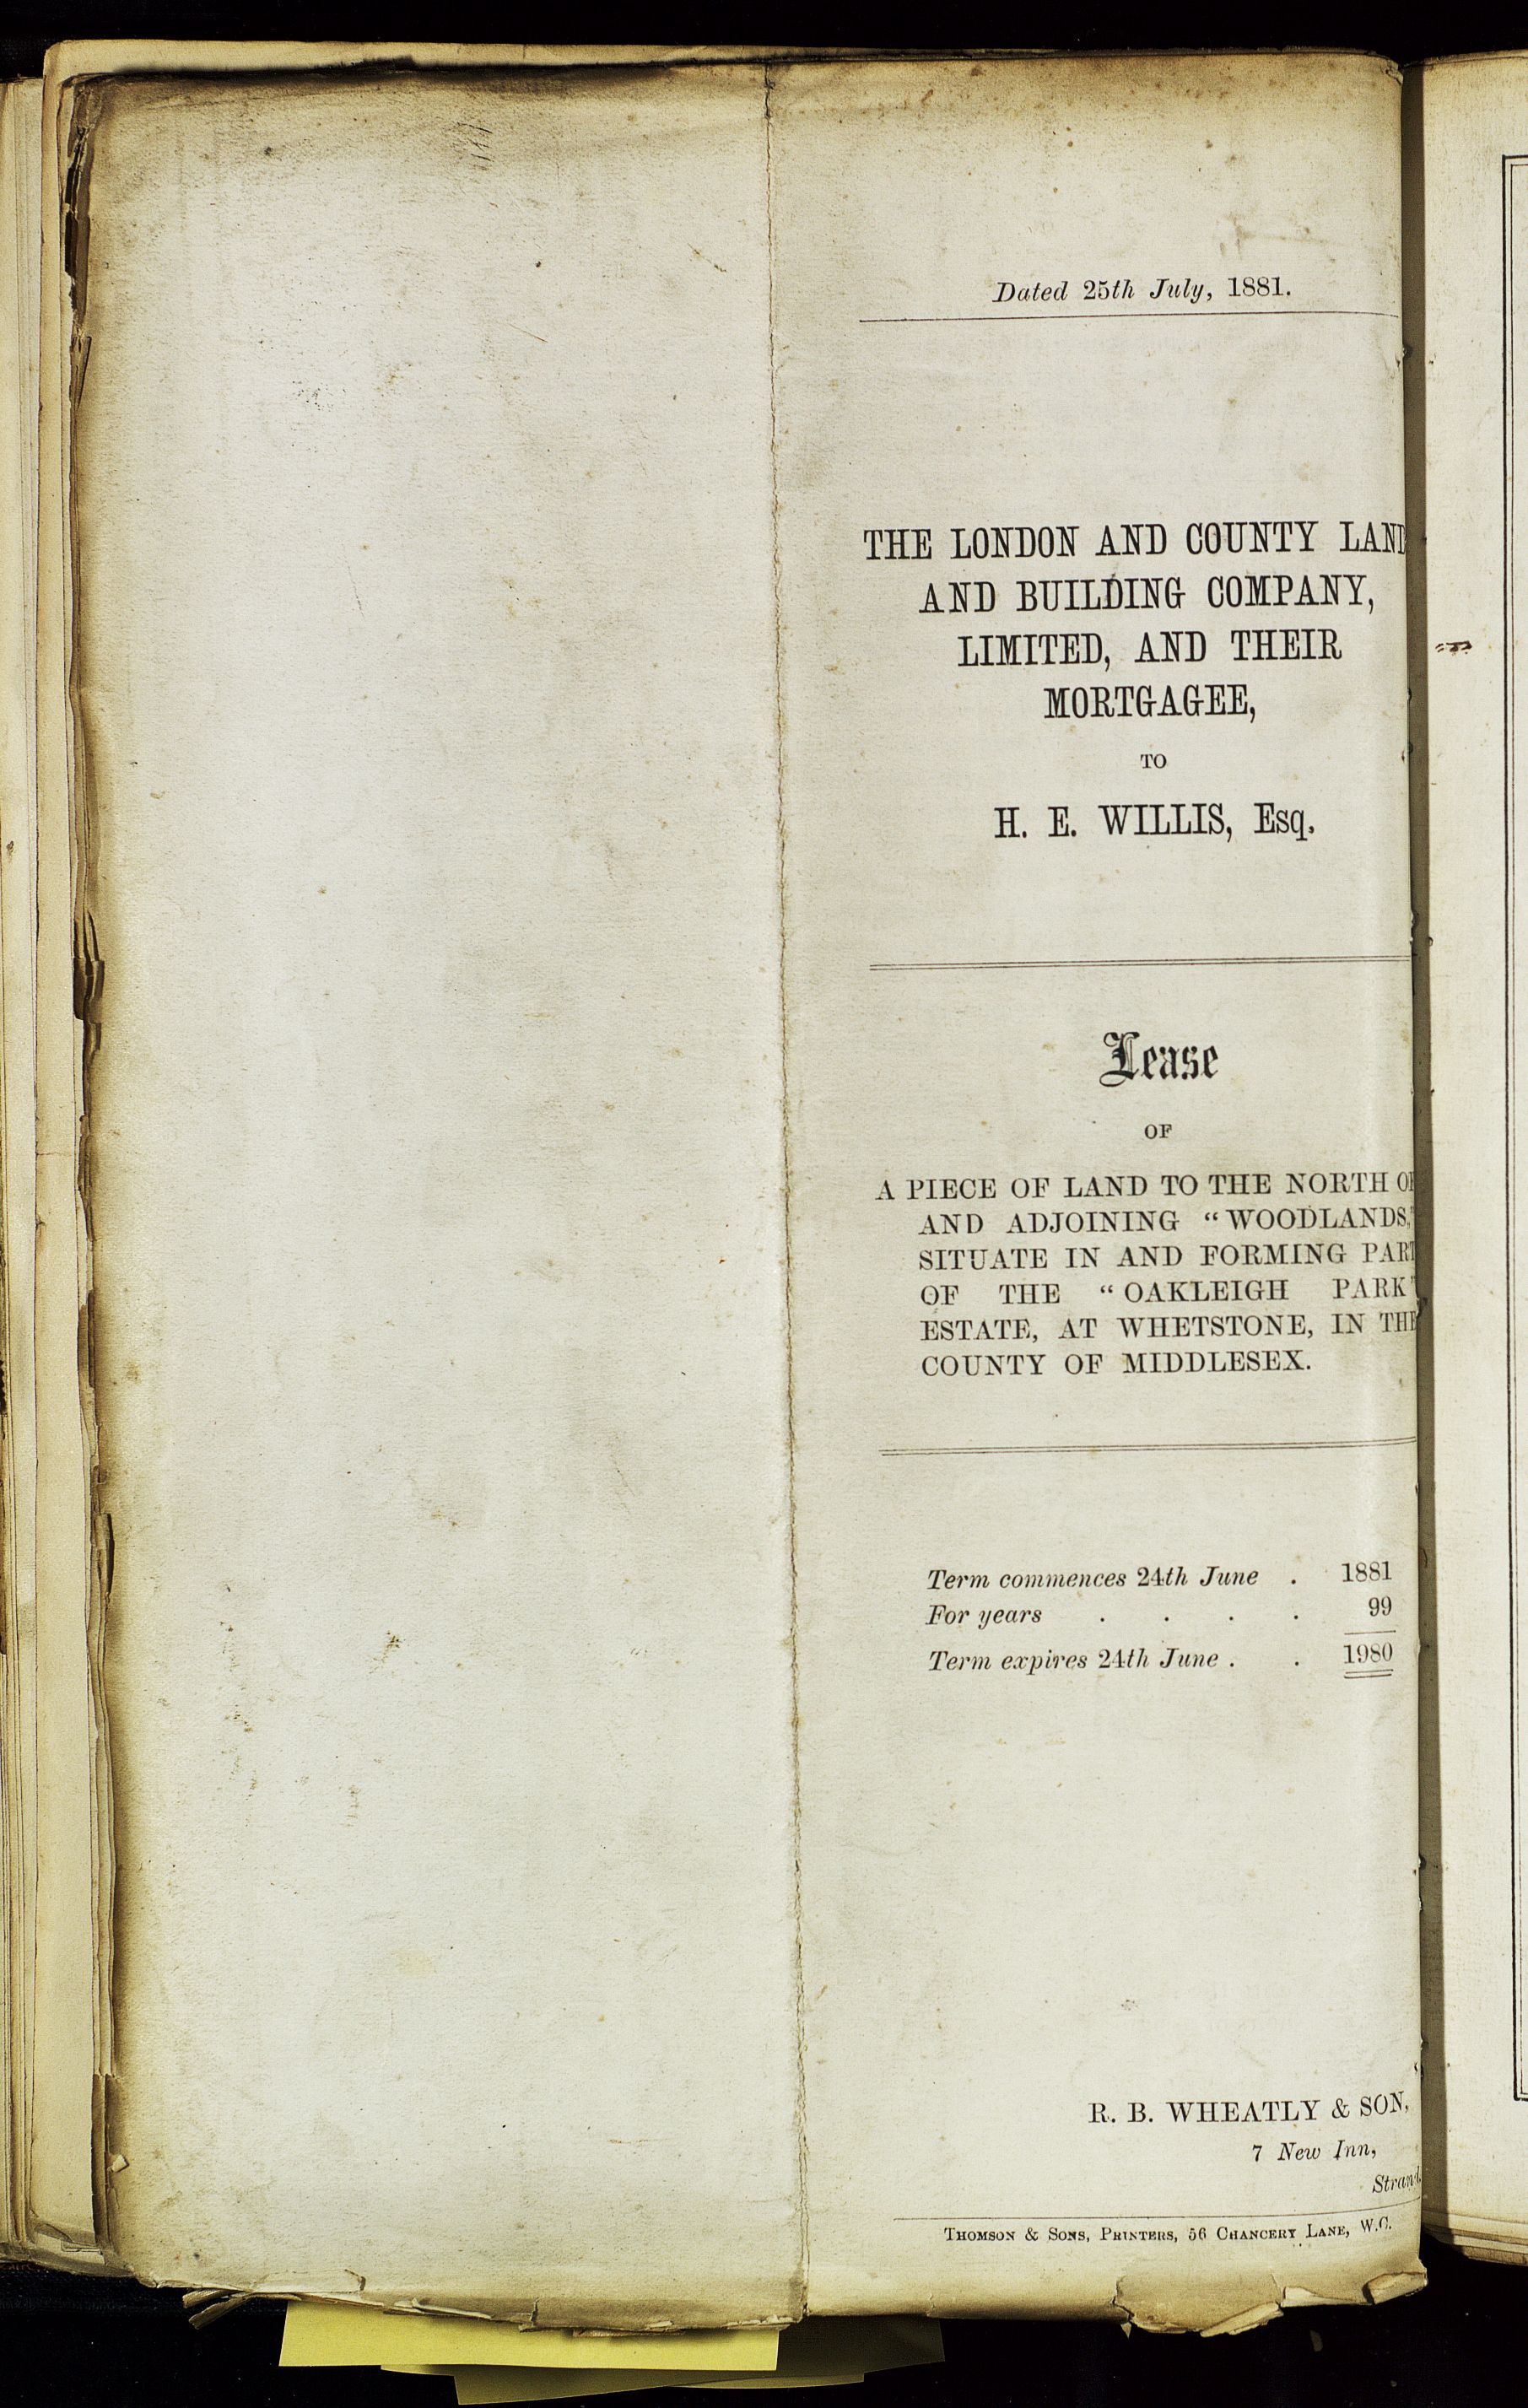 Dated 25th July, 1881.
THE LONDON AND COUNTY LAND
AND BUILDING COMPANY,
LIMITED, AND THEIR
MORTGAGEE,
TO
H. E. WILLIS, Esq.
Lease
OF
A PIECE OF LAND TO THE NORTH OF
AND ADJOINING “WOODLANDS,”
SITUATE IN AND FORMING PART
OF THE “OAKLEIGH PARK”
ESTATE, AT WHETSTONE, IN THE
COUNTY OF MIDDLESEX.
Term commences 24th June . 1881
For years . . . . 99
Term expires 24th June . . 1980
R. B. WHEATLY & SON,
7 New Inn,
Strand
THOMSON & SONS, PRINTERS, 56 CHANCERY LANE, W.C.